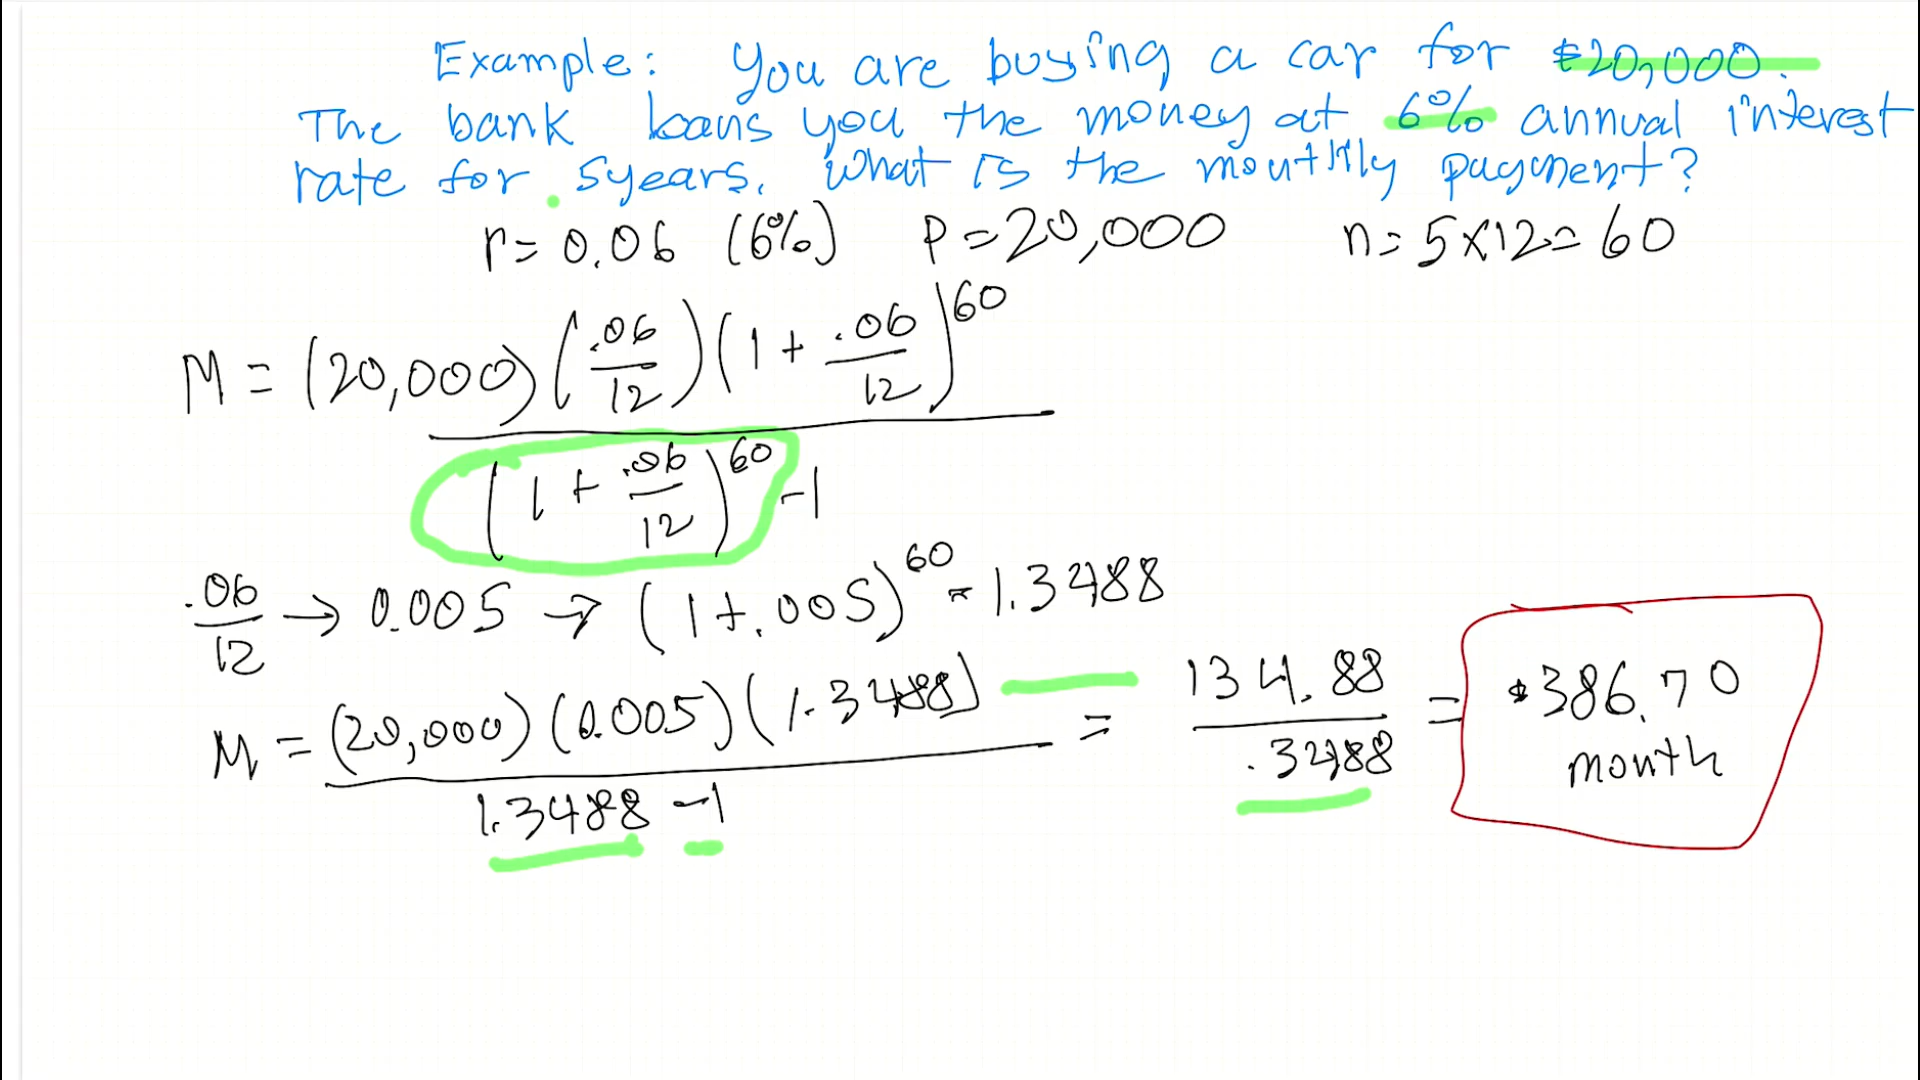 Example: You are buying a car for $20,000.
The bank loans you the money at 6% annual interest
rate for 5years. What is the monthly payment?
r = 0.06 (6%) P = 20,000 n = 5x12 = 60
M = (20,000) (.06/12) (1 + .06/12)^60
(1 + .06/12)^60 - 1
.06/12 → 0.005 → (1+.005)^60 = 1.3488
M = (20,000) (0.005) (1.3488) / 1.3488 - 1 = 134.88 / .3488 = $386.70
month